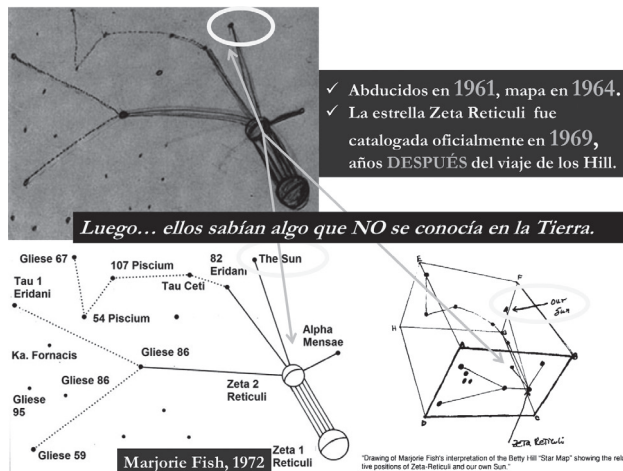 ✓ Abducidos en 1961, mapa en 1964.
✓ La estrella Zeta Reticuli fue
catalogada oficialmente en 1969,
años DESPUÉS del viaje de los Hill.
Luego... ellos sabían algo que NO se conocía en la Tierra.
Gliese 67
107 Piscium
82
Eridani
The Sun
Tau 1
Eridani
Tau Ceti
54 Piscium
Alpha
Mensae
Ka. Fornacis
Gliese 86
Gliese 86
Gliese
95
Zeta 2
Reticuli
Gliese 59
Zeta 1
Reticuli
Marjorie Fish, 1972
E
F
OUR
SUN
H
D
C
ZETA RETICULI
"Drawing of Marjorie Fish's interpretation of the Betty Hill "Star Map" showing the rela
tive positions of Zeta-Reticuli and our own Sun."